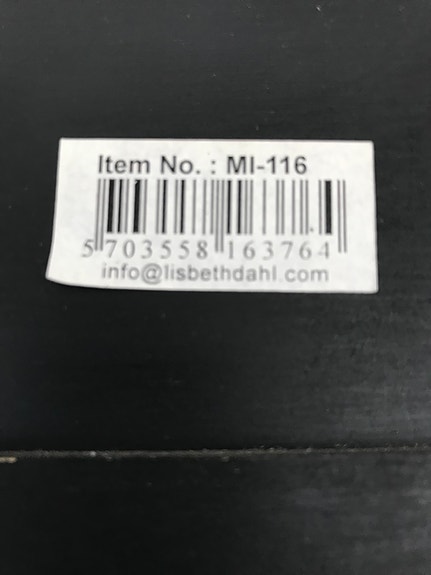 Item No. : MI-116
5 703558 163764
info@lisbethdahl.com